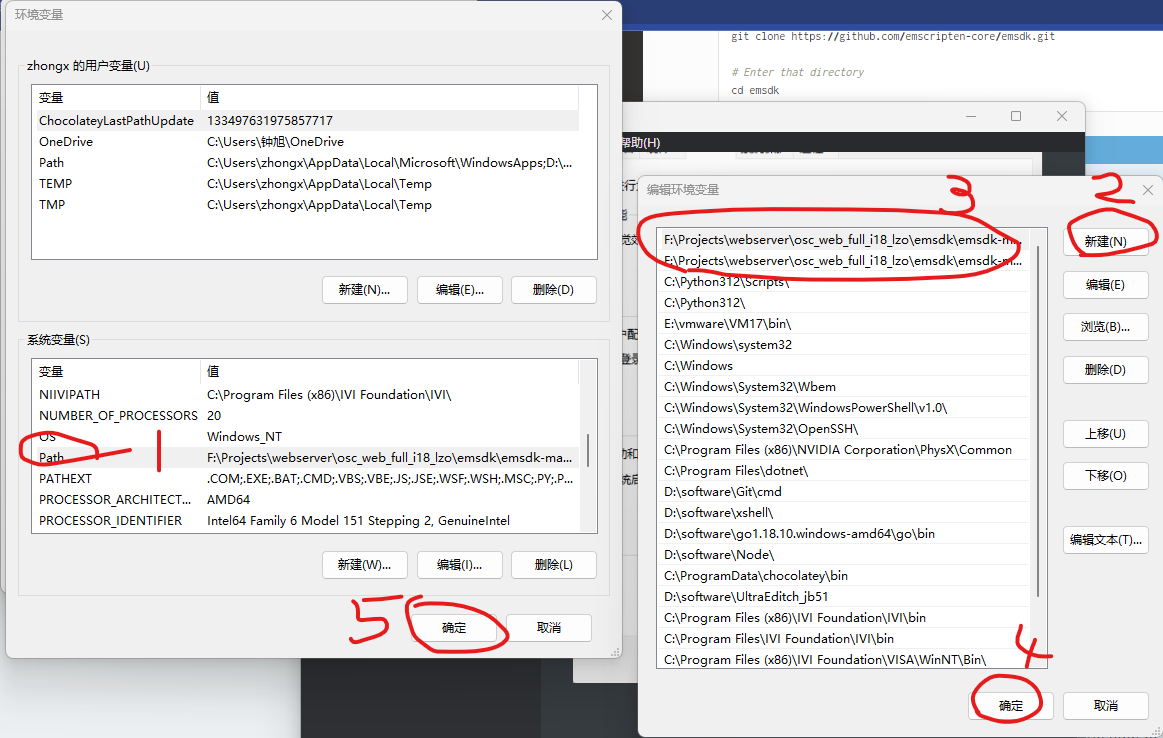 环境变量
zhongx 的用户变量(U)
变量 值
ChocolateyLastPathUpdate 133497631975857717
OneDrive C:\Users\钟旭\OneDrive
Path C:\Users\zhongx\AppData\Local\Microsoft\WindowsApps;D:\...
TEMP C:\Users\zhongx\AppData\Local\Temp
TMP C:\Users\zhongx\AppData\Local\Temp
新建(N)... 编辑(E)... 删除(D)
系统变量(S)
变量 值
NIIVIPATH C:\Program Files (x86)\IVI Foundation\IVI\
NUMBER_OF_PROCESSORS 20
OS Windows_NT
Path F:\Projects\webserver\osc_web_full_i18_lzo\emsdk\emsdk-ma...
PATHEXT .COM;.EXE;.BAT;.CMD;.VBS;.VBE;.JS;.JSE;.WSF;.WSH;.MSC;.PY;.P...
PROCESSOR_ARCHITECT... AMD64
PROCESSOR_IDENTIFIER Intel64 Family 6 Model 151 Stepping 2, GenuineIntel
新建(W)... 编辑(I)... 删除(L)
5
确定 取消
git clone https://github.com/emscripten-core/emsdk.git
# Enter that directory
cd emsdk
帮助(H)
编辑环境变量
3
2
F:\Projects\webserver\osc_web_full_i18_lzo\emsdk\emsdk-m...
F:\Projects\webserver\osc_web_full_i18_lzo\emsdk\emsdk-m...
C:\Python312\Scripts\
C:\Python312\
E:\vmware\VM17\bin\
C:\Windows\system32
C:\Windows
C:\Windows\System32\Wbem
C:\Windows\System32\WindowsPowerShell\v1.0\
C:\Windows\System32\OpenSSH\
C:\Program Files (x86)\NVIDIA Corporation\PhysX\Common
C:\Program Files\dotnet\
D:\software\Git\cmd
D:\software\xshell\
D:\software\go1.18.10.windows-amd64\go\bin
D:\software\Node\
C:\ProgramData\chocolatey\bin
D:\software\UltraEditch_jb51
C:\Program Files (x86)\IVI Foundation\IVI\bin
C:\Program Files\IVI Foundation\IVI\bin
C:\Program Files (x86)\IVI Foundation\VISA\WinNT\Bin\
新建(N)
编辑(E)
浏览(B)...
删除(D)
上移(U)
下移(O)
编辑文本(T)...
4
确定 取消